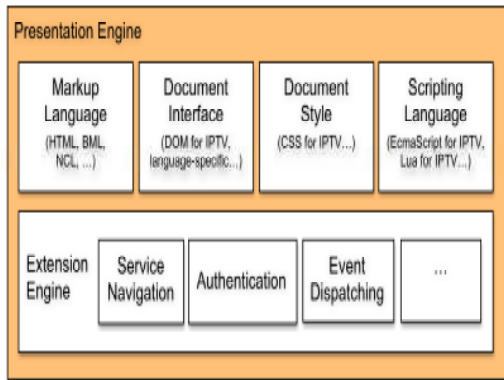 Presentation Engine
Markup
Language
(HTML, BML,
NCL, ...)
Document
Interface
(DOM for IPTV,
language-specific...)
Document
Style
(CSS for IPTV...)
Scripting
Language
(EcmaScript for IPTV,
Lua for IPTV...)
Extension
Engine
Service
Navigation
Authentication
Event
Dispatching
...